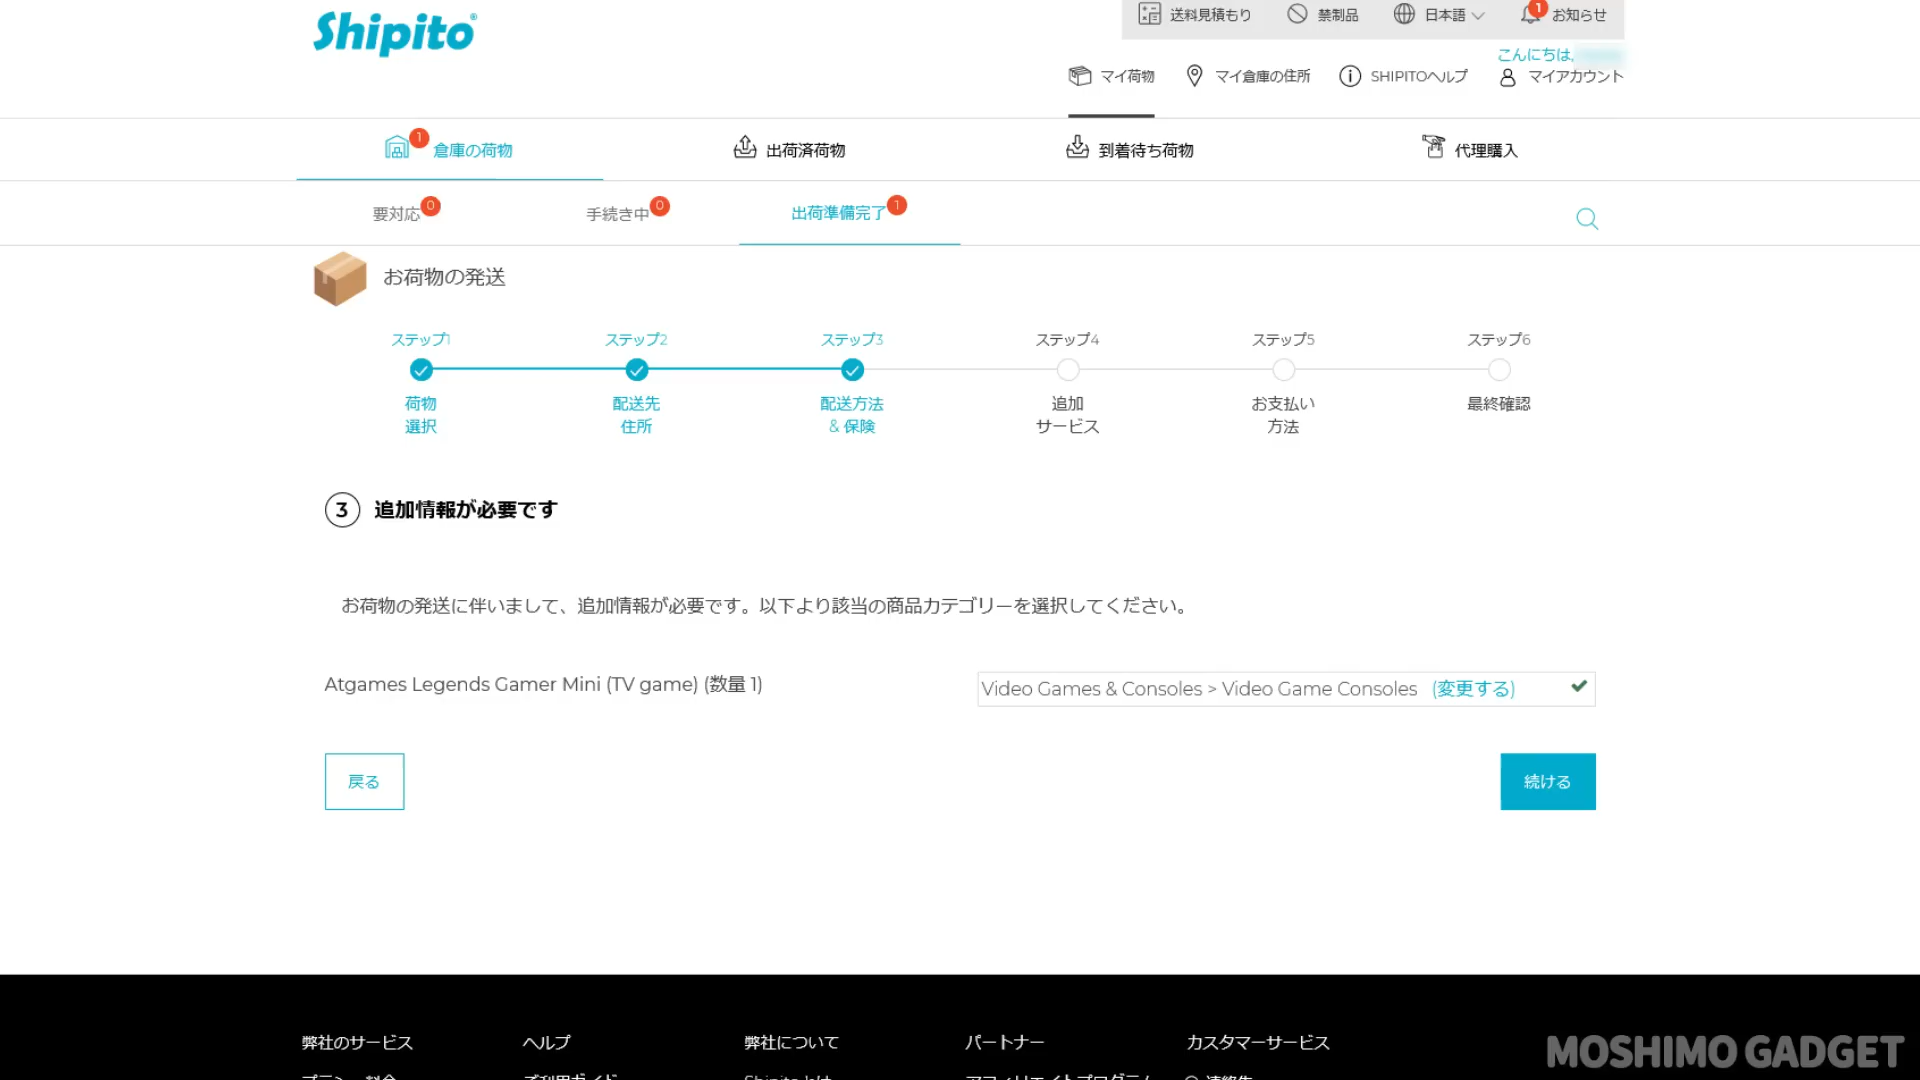 Shipito
送料見積もり 禁制品 日本語 1 お知らせ
こんにちは,
マイ荷物 マイ倉庫の住所 SHIPITOヘルプ マイアカウント
1 倉庫の荷物 出荷済荷物 到着待ち荷物 代理購入
要対応 0 手続き中 0 出荷準備完了 1
お荷物の発送
ステップ1 ステップ2 ステップ3 ステップ4 ステップ5 ステップ6
荷物 配送先 配送方法 追加 お支払い 最終確認
選択 住所 & 保険 サービス 方法
3 追加情報が必要です
お荷物の発送に伴いまして、追加情報が必要です。以下より該当の商品カテゴリーを選択してください。
Atgames Legends Gamer Mini (TV game) (数量 1) Video Games & Consoles > Video Game Consoles (変更する)
戻る 続ける
弊社のサービス ヘルプ 弊社について パートナー カスタマーサービス
MOSHIMO GADGET